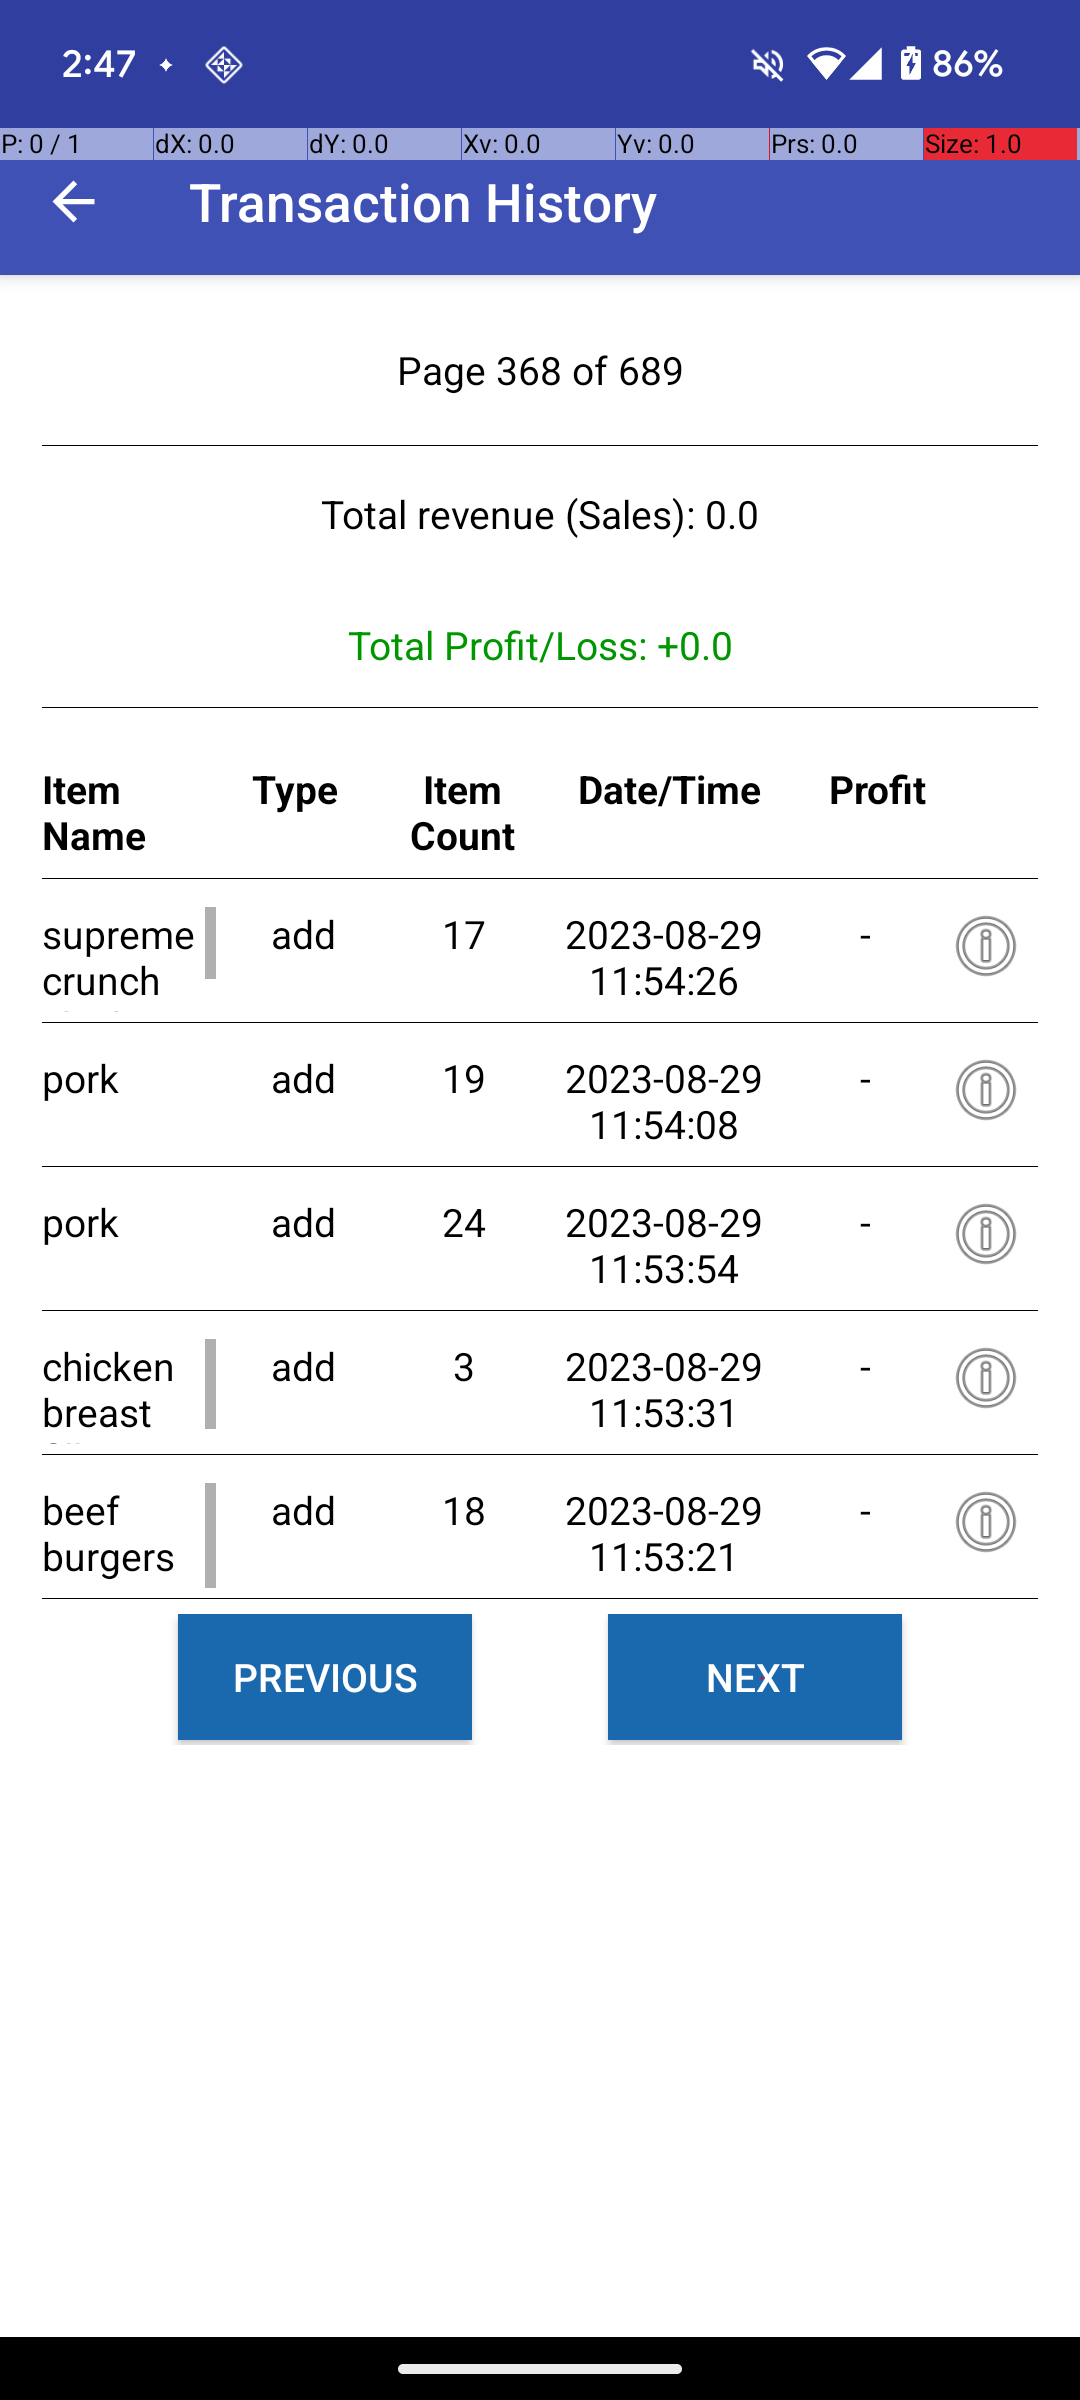 2:47
86%
P: 0 / 1 dX: 0.0 dY: 0.0 Xv: 0.0 Yv: 0.0 Prs: 0.0 Size: 1.0
Transaction History
Page 368 of 689
Total revenue (Sales): 0.0
Total Profit/Loss: +0.0
Item Name Type Item Count Date/Time Profit
supreme crunch add 17 2023-08-29 11:54:26 -
pork add 19 2023-08-29 11:54:08 -
pork add 24 2023-08-29 11:53:54 -
chicken breast add 3 2023-08-29 11:53:31 -
beef burgers add 18 2023-08-29 11:53:21 -
PREVIOUS NEXT